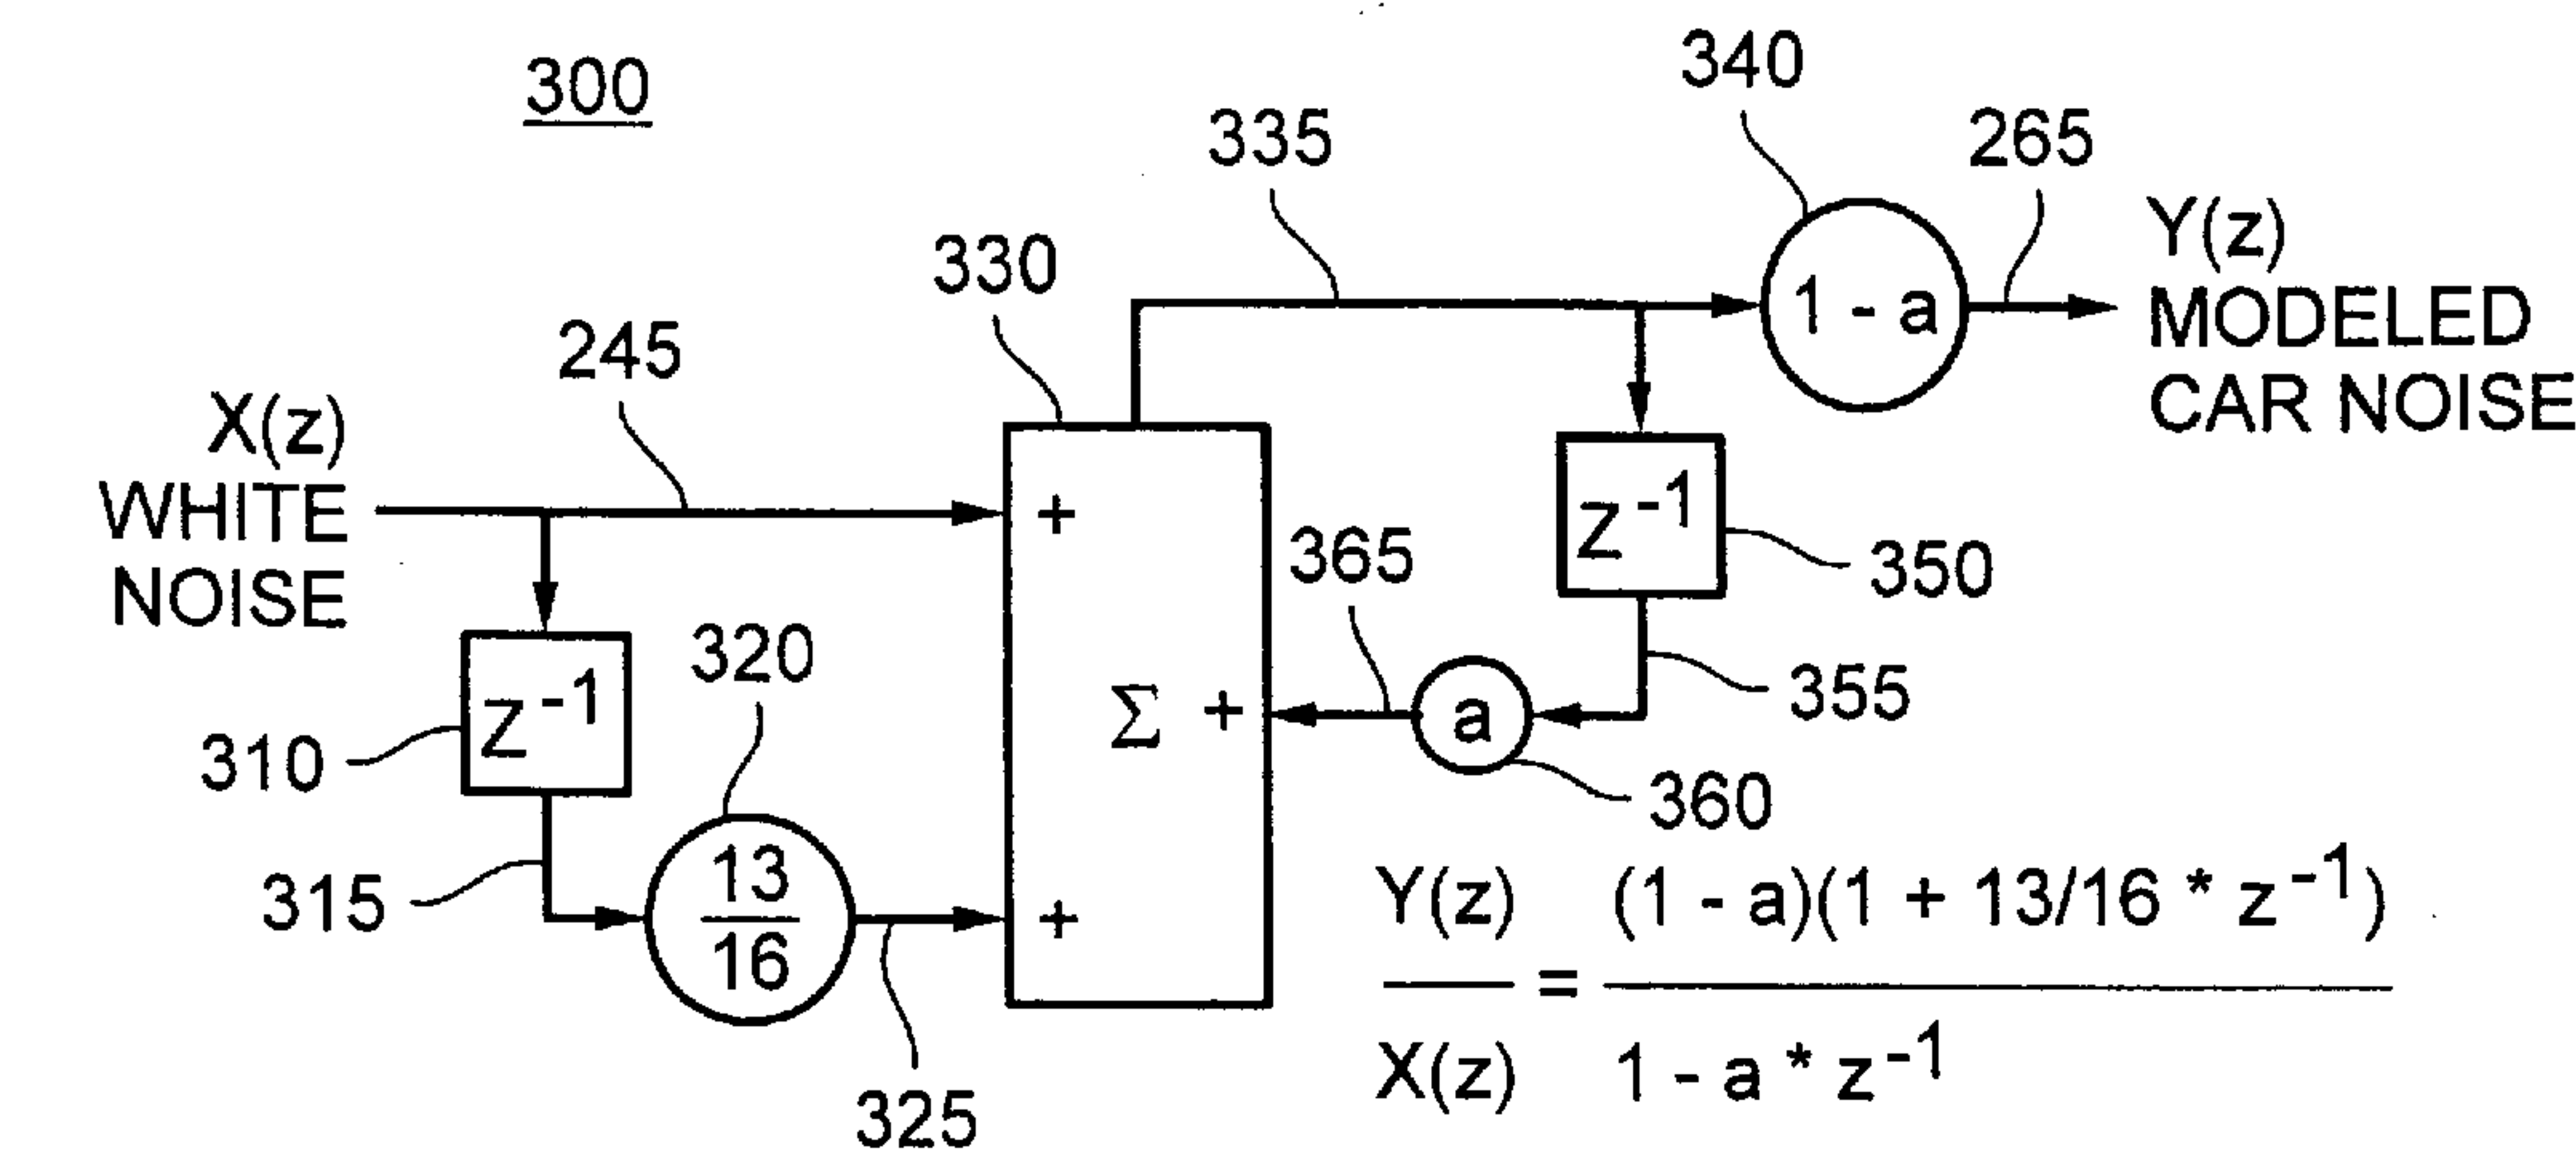 300
340
335
265
330
Y(z)
MODELED
CAR NOISE
1 - a
245
X(z)
WHITE
NOISE
+
z -1
350
365
320
355
Σ +
a
z -1
310
360
13
16
315
+
325
Y(z)
X(z)
=
(1 - a)(1 + 13/16 * z -1)
1 - a * z -1